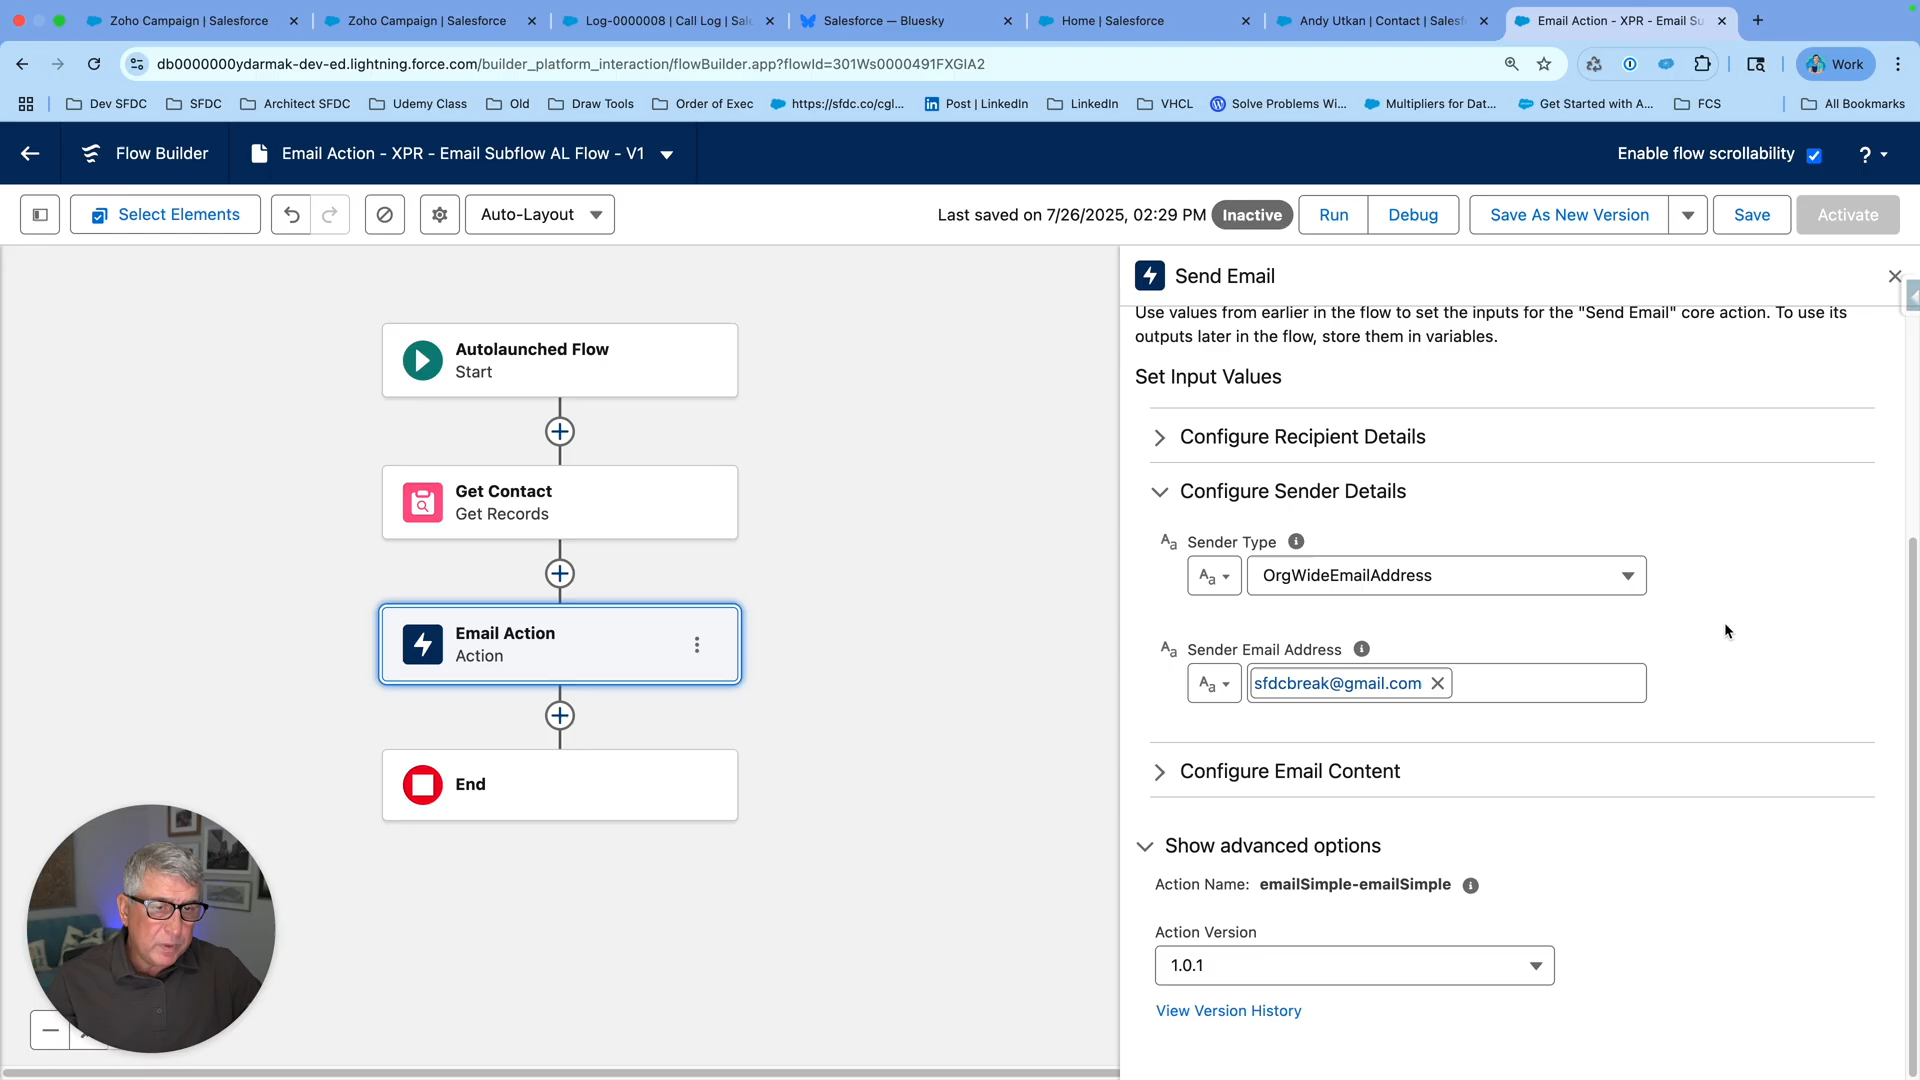 Zoho Campaign | Salesforce
Zoho Campaign | Salesforce
Log-0000008 | Call Log | Sal
Salesforce — Bluesky
Home | Salesforce
Andy Utkan | Contact | Salesf
Email Action - XPR - Email Su
db0000000ydarmak-dev-ed.lightning.force.com/builder_platform_interaction/flowBuilder.app?flowId=301Ws0000491FXGIA2
Work
Dev SFDC
SFDC
Architect SFDC
Udemy Class
Old
Draw Tools
Order of Exec
https://sfdc.co/cgl...
Post | LinkedIn
LinkedIn
VHCL
Solve Problems Wi...
Multipliers for Dat...
Get Started with A...
FCS
All Bookmarks
Flow Builder
Email Action - XPR - Email Subflow AL Flow - V1
Enable flow scrollability
?
Select Elements
Auto-Layout
Last saved on 7/26/2025, 02:29 PM
Inactive
Run
Debug
Save As New Version
Save
Activate
Autolaunched Flow
Start
Get Contact
Get Records
Email Action
Action
End
Send Email
Use values from earlier in the flow to set the inputs for the "Send Email" core action. To use its
outputs later in the flow, store them in variables.
Set Input Values
Configure Recipient Details
Configure Sender Details
Aa Sender Type
Aa OrgWideEmailAddress
Aa Sender Email Address
Aa sfdcbreak@gmail.com
Configure Email Content
Show advanced options
Action Name: emailSimple-emailSimple
Action Version
1.0.1
View Version History